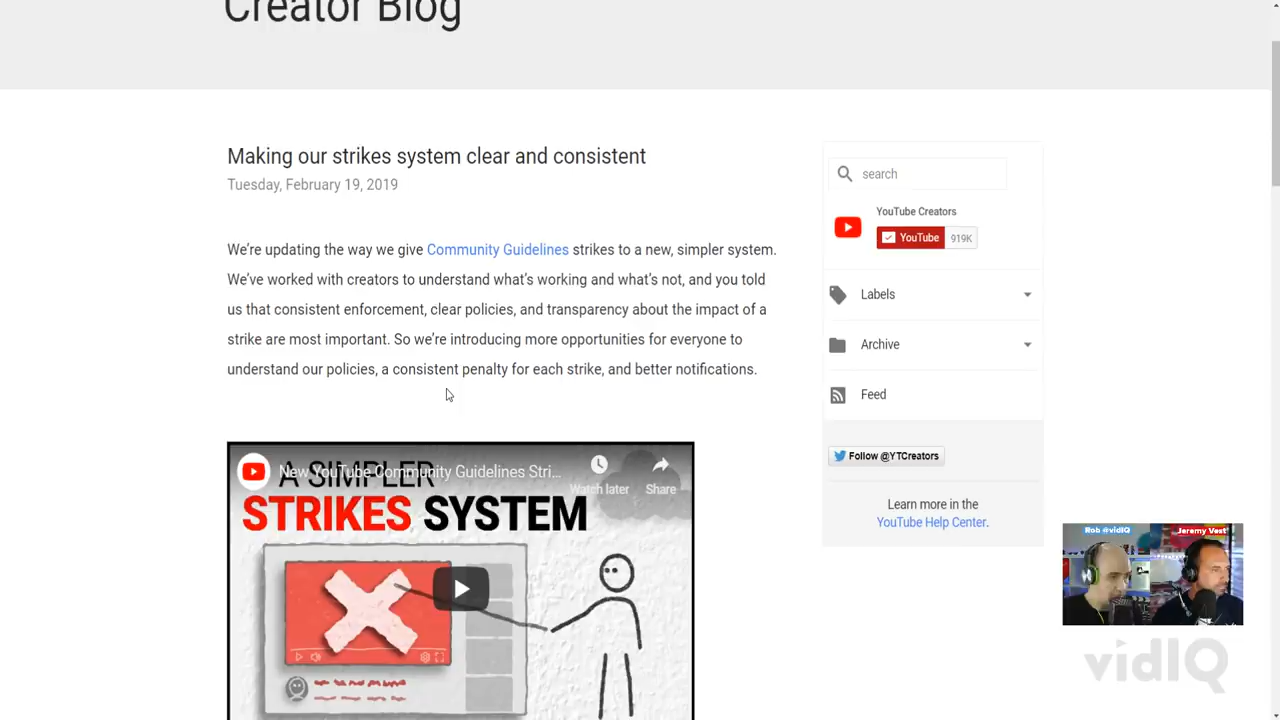 Creator Blog
Making our strikes system clear and consistent
Tuesday, February 19, 2019
We're updating the way we give Community Guidelines strikes to a new, simpler system.
We've worked with creators to understand what's working and what's not, and you told
us that consistent enforcement, clear policies, and transparency about the impact of a
strike are most important. So we're introducing more opportunities for everyone to
understand our policies, a consistent penalty for each strike, and better notifications.
New YouTube Community Guidelines Stri...
Watch later
Share
A SIMPLER
STRIKES SYSTEM
search
YouTube Creators
YouTube 919K
Labels
Archive
Feed
Follow @YTCreators
Learn more in the
YouTube Help Center.
Rob @vidIQ
Jeremy Vest
vidIQ